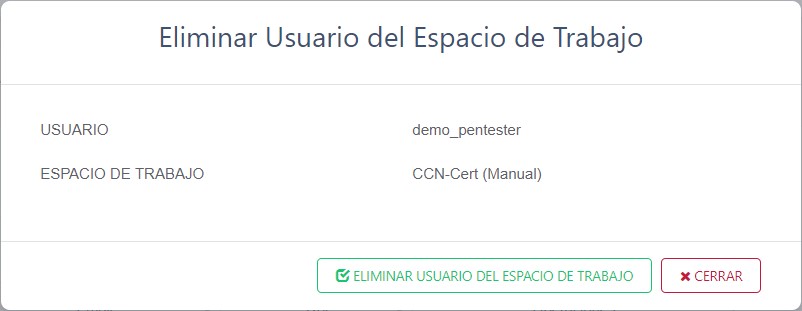 Eliminar Usuario del Espacio de Trabajo
USUARIO demo_pentester
ESPACIO DE TRABAJO CCN-Cert (Manual)
ELIMINAR USUARIO DEL ESPACIO DE TRABAJO CERRAR